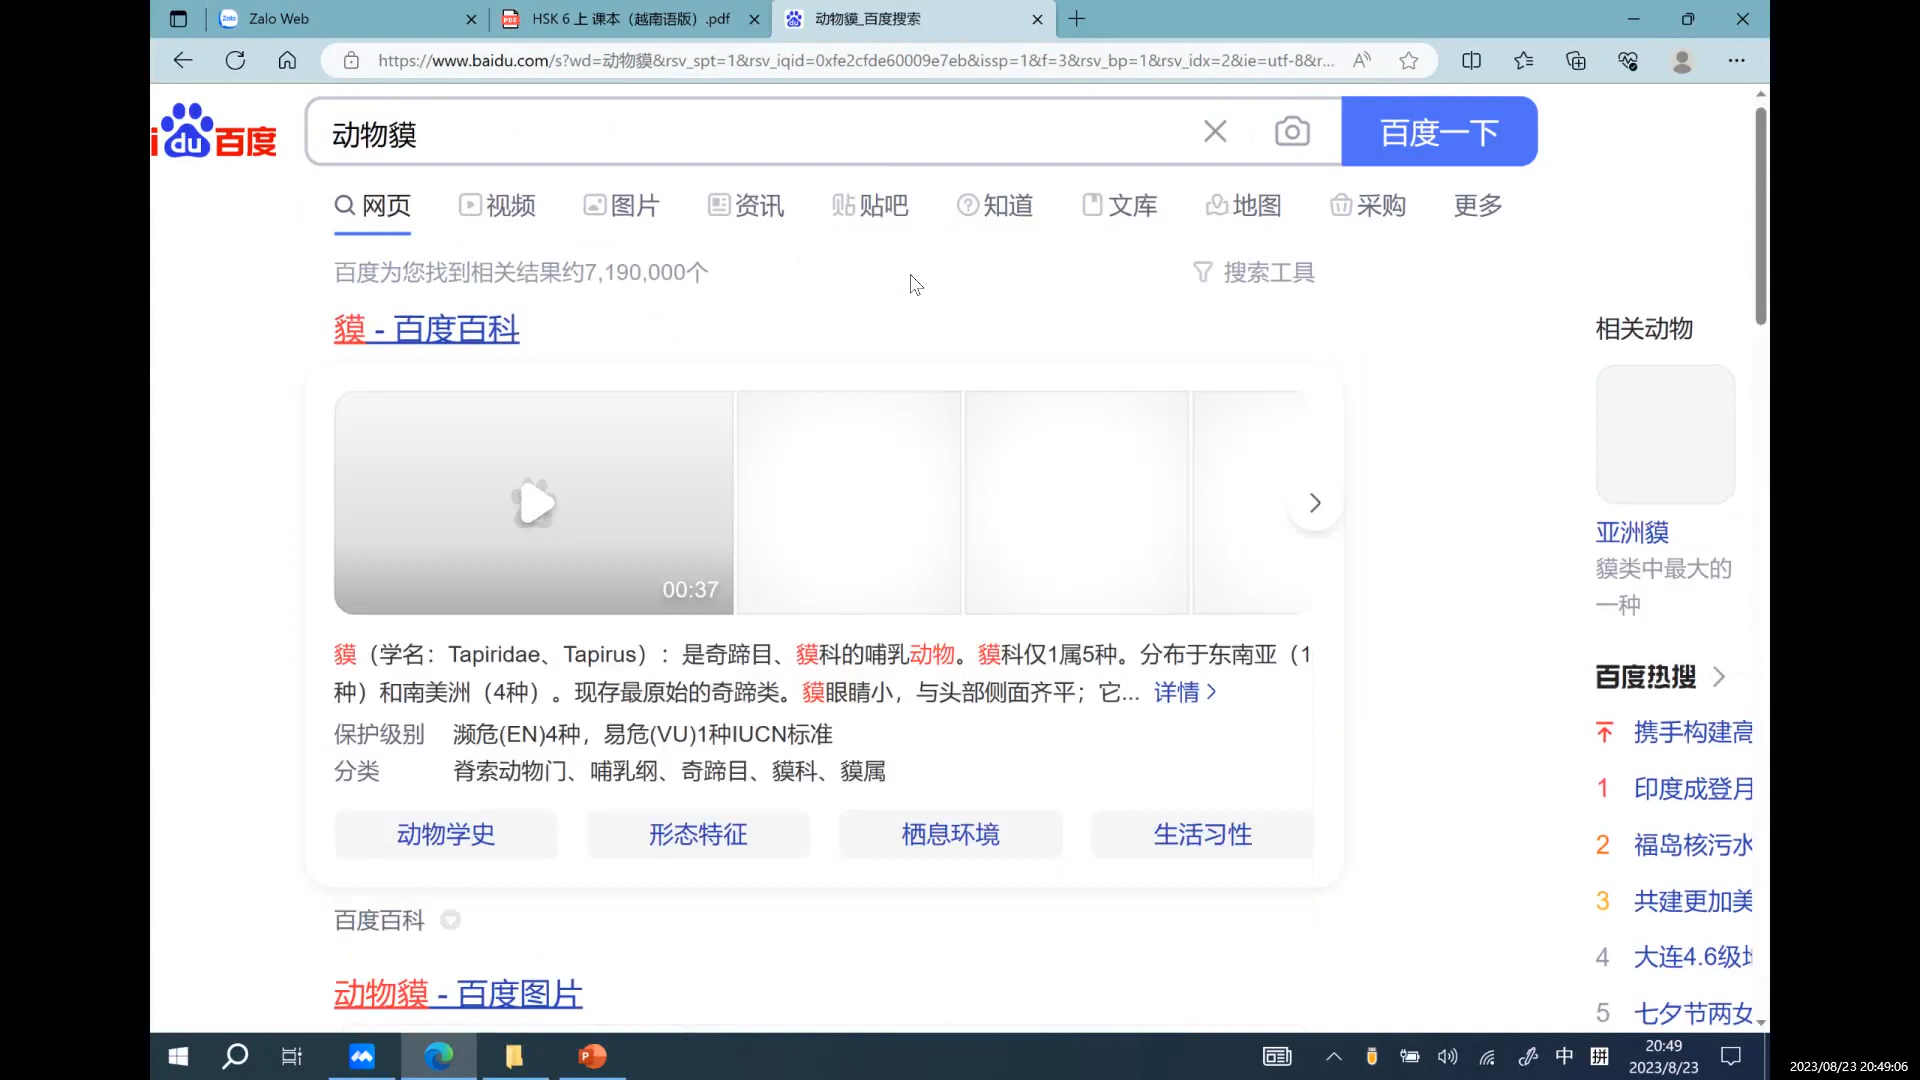 Zalo Web
HSK 6 上 课本（越南语版）.pdf
动物貘_百度搜索
https://www.baidu.com/s?wd=动物貘&rsv_spt=1&rsv_iqid=0xfe2cfde60009e7eb&issp=1&f=3&rsv_bp=1&rsv_idx=2&ie=utf-8&r...
du百度
动物貘
百度一下
网页 视频 图片 资讯 贴吧 知道 文库 地图 采购 更多
百度为您找到相关结果约7,190,000个
搜索工具
貘 - 百度百科
00:37
貘（学名：Tapiridae、Tapirus）：是奇蹄目、貘科的哺乳动物。貘科仅1属5种。分布于东南亚（1
种）和南美洲（4种）。现存最原始的奇蹄类。貘眼睛小，与头部侧面齐平；它... 详情
保护级别 濒危(EN)4种，易危(VU)1种IUCN标准
分类 脊索动物门、哺乳纲、奇蹄目、貘科、貘属
动物学史 形态特征 栖息环境 生活习性
百度百科
动物貘 - 百度图片
相关动物
亚洲貘
貘类中最大的
一种
百度热搜
携手构建高
1 印度成登月
2 福岛核污水
3 共建更加美
4 大连4.6级地
5 七夕节两女
中
拼
20:49
2023/8/23
2023/08/23 20:49:06